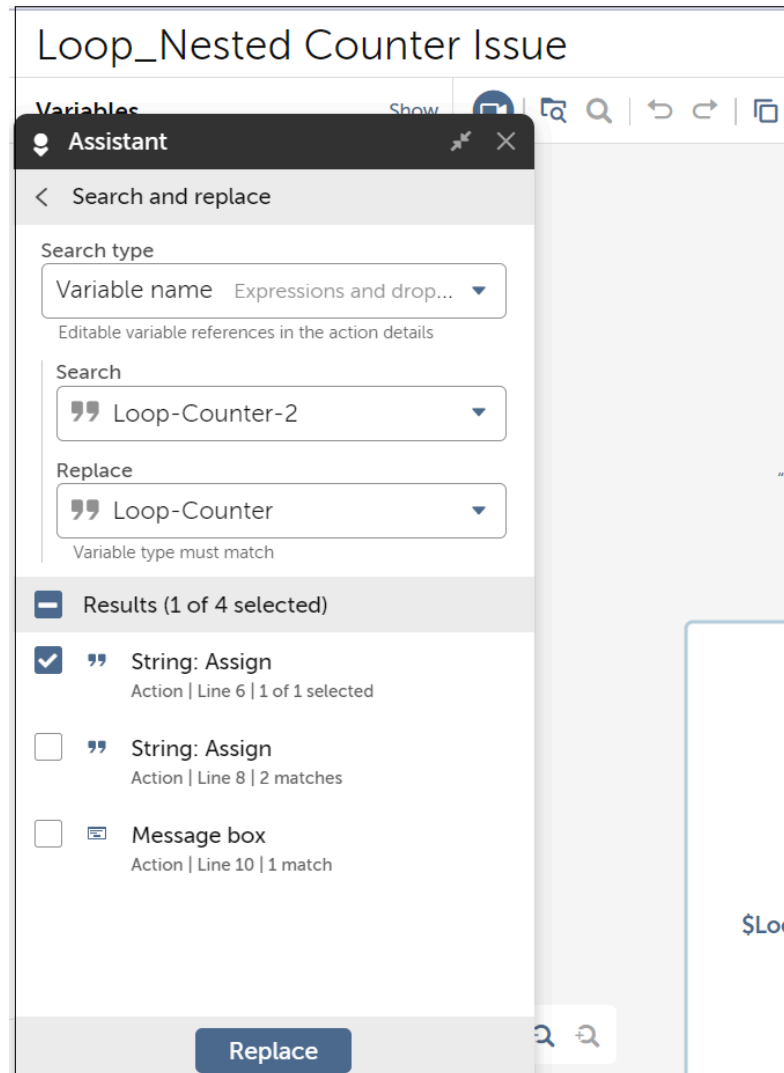 Loop_Nested Counter Issue
Variables Show
Assistant
Search and replace
Search type
Variable name Expressions and drop...
Editable variable references in the action details
Search
Loop-Counter-2
Replace
Loop-Counter
Variable type must match
Results (1 of 4 selected)
String: Assign
Action | Line 6 | 1 of 1 selected
String: Assign
Action | Line 8 | 2 matches
Message box
Action | Line 10 | 1 match
$Loo
Replace